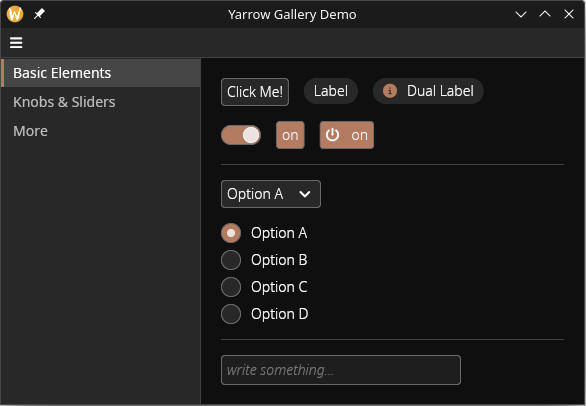 Yarrow Gallery Demo
Basic Elements
Knobs & Sliders
More
Click Me! Label Dual Label
on on
Option A
Option A
Option B
Option C
Option D
write something...